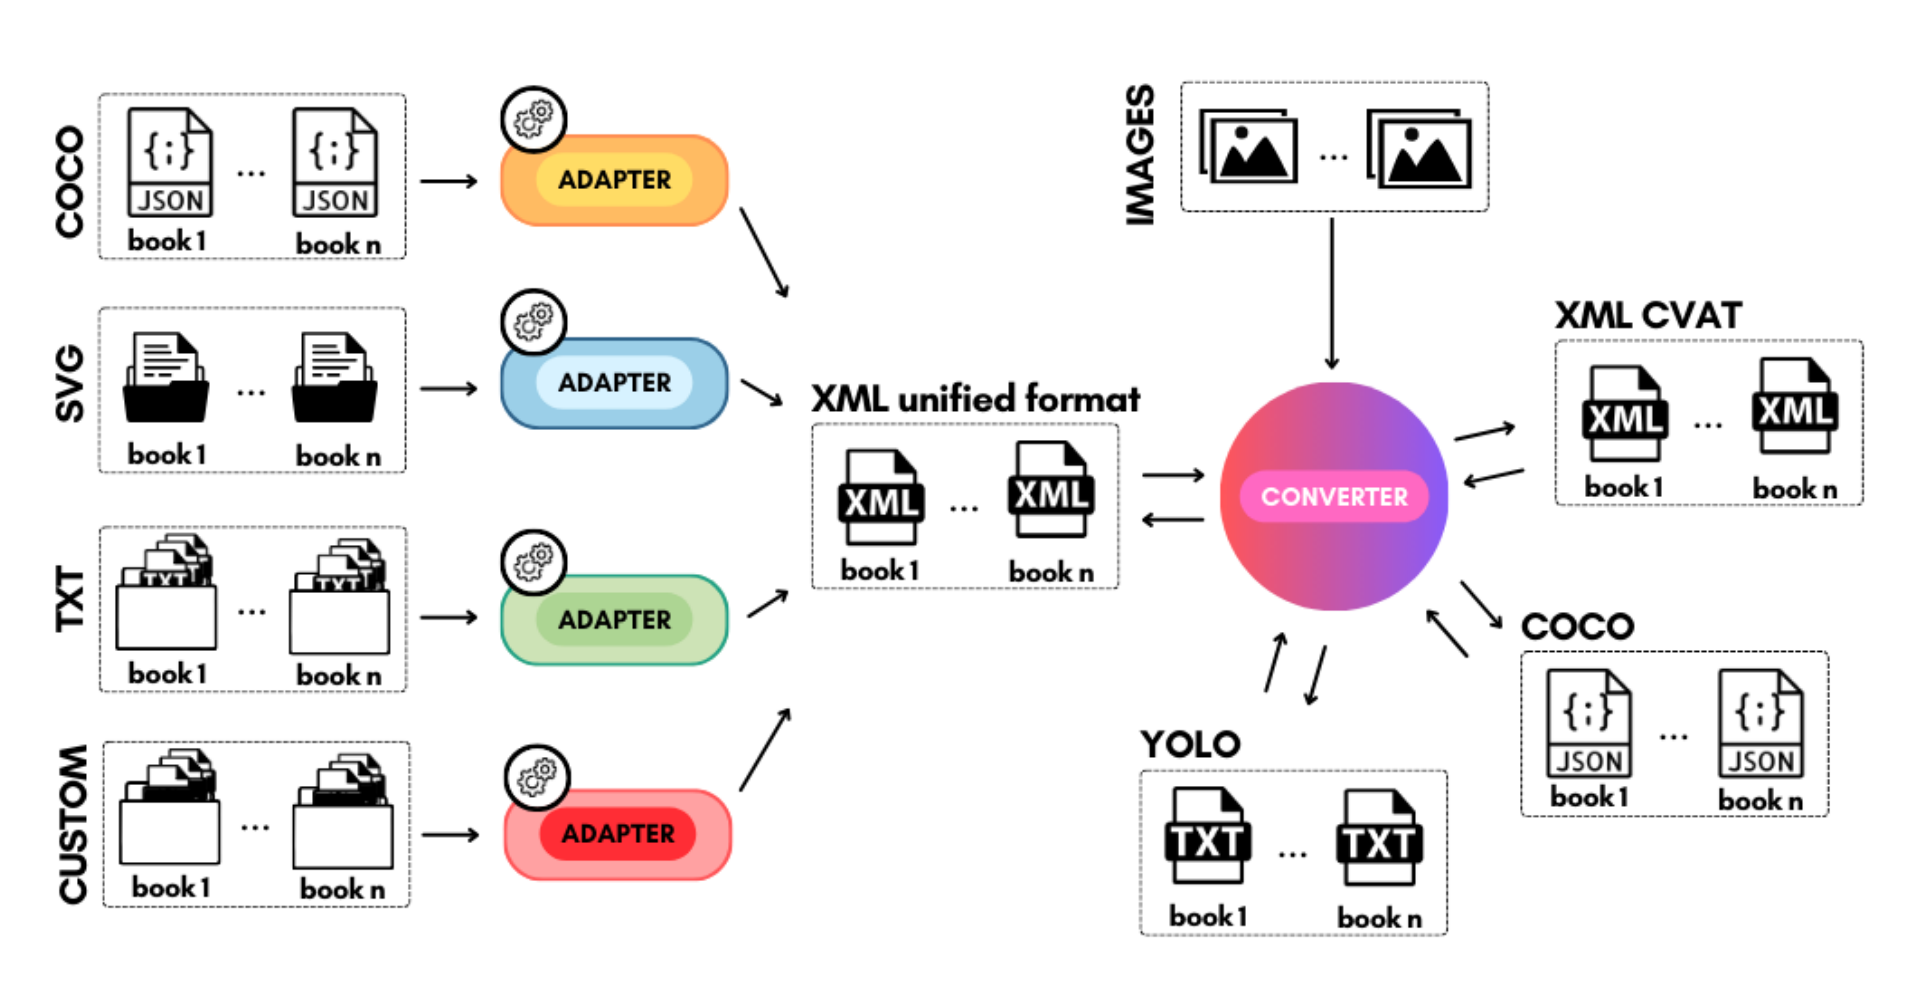 COCO
JSON ... JSON
book 1 book n
ADAPTER
SVG
...
book 1 book n
ADAPTER
TXT
TXT ... TXT
book 1 book n
ADAPTER
CUSTOM
...
book 1 book n
ADAPTER
XML unified format
XML ... XML
book 1 book n
IMAGES
...
CONVERTER
XML CVAT
XML ... XML
book 1 book n
COCO
{;} {;}
JSON ... JSON
book 1 book n
YOLO
TXT ... TXT
book 1 book n